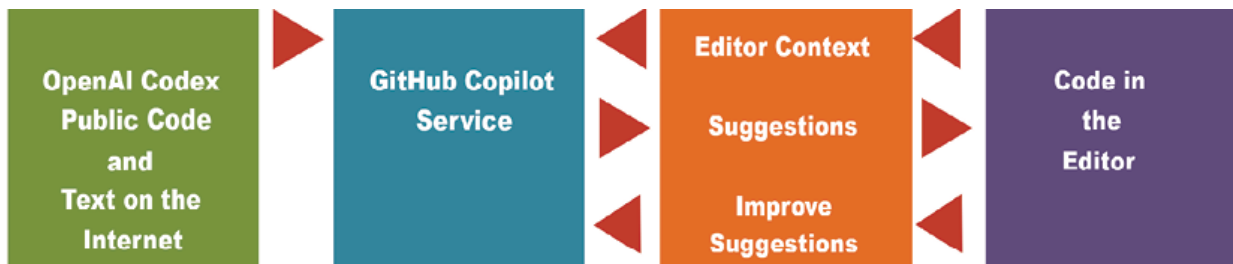 OpenAI Codex
Public Code
and
Text on the
Internet
GitHub Copilot
Service
Editor Context
Suggestions
Improve
Suggestions
Code in
the
Editor